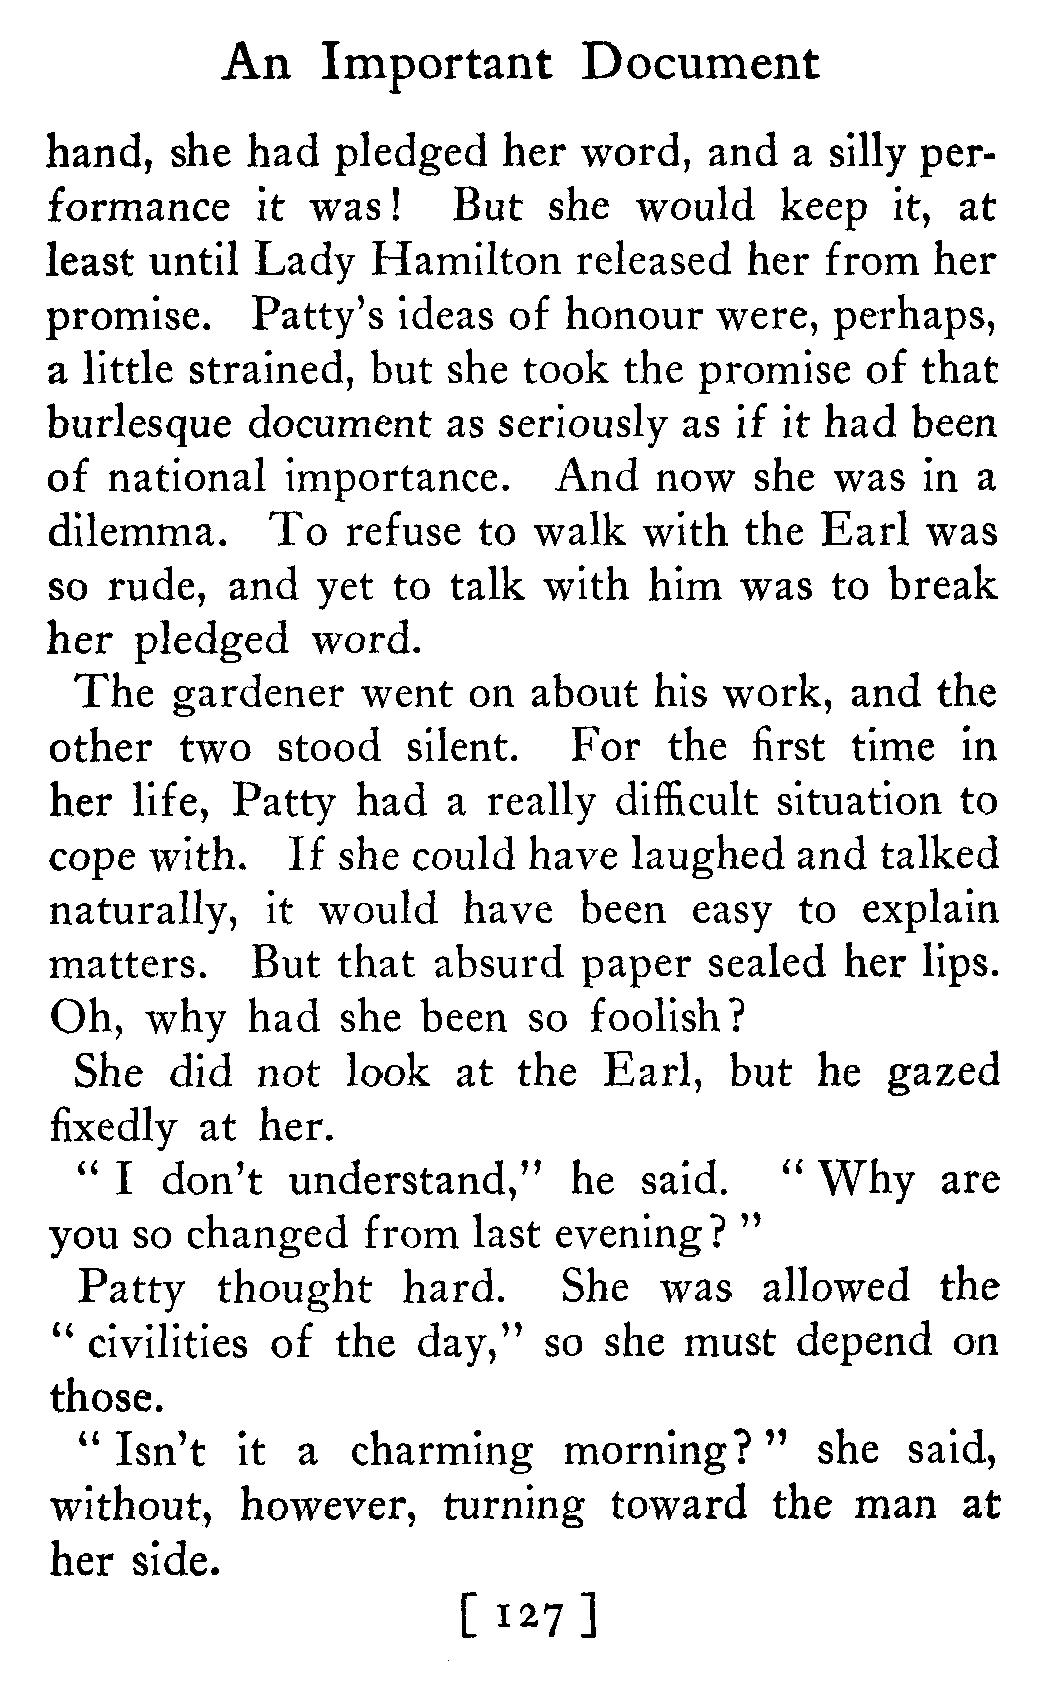 An Important Document
hand, she had pledged her word, and a silly per-
formance it was! But she would keep it, at
least until Lady Hamilton released her from her
promise. Patty's ideas of honour were, perhaps,
a little strained, but she took the promise of that
burlesque document as seriously as if it had been
of national importance. And now she was in a
dilemma. To refuse to walk with the Earl was
so rude, and yet to talk with him was to break
her pledged word.
The gardener went on about his work, and the
other two stood silent. For the first time in
her life, Patty had a really difficult situation to
cope with. If she could have laughed and talked
naturally, it would have been easy to explain
matters. But that absurd paper sealed her lips.
Oh, why had she been so foolish?
She did not look at the Earl, but he gazed
fixedly at her.
" I don't understand," he said. " Why are
you so changed from last evening? "
Patty thought hard. She was allowed the
" civilities of the day," so she must depend on
those.
" Isn't it a charming morning? " she said,
without, however, turning toward the man at
her side.
[ 127 ]